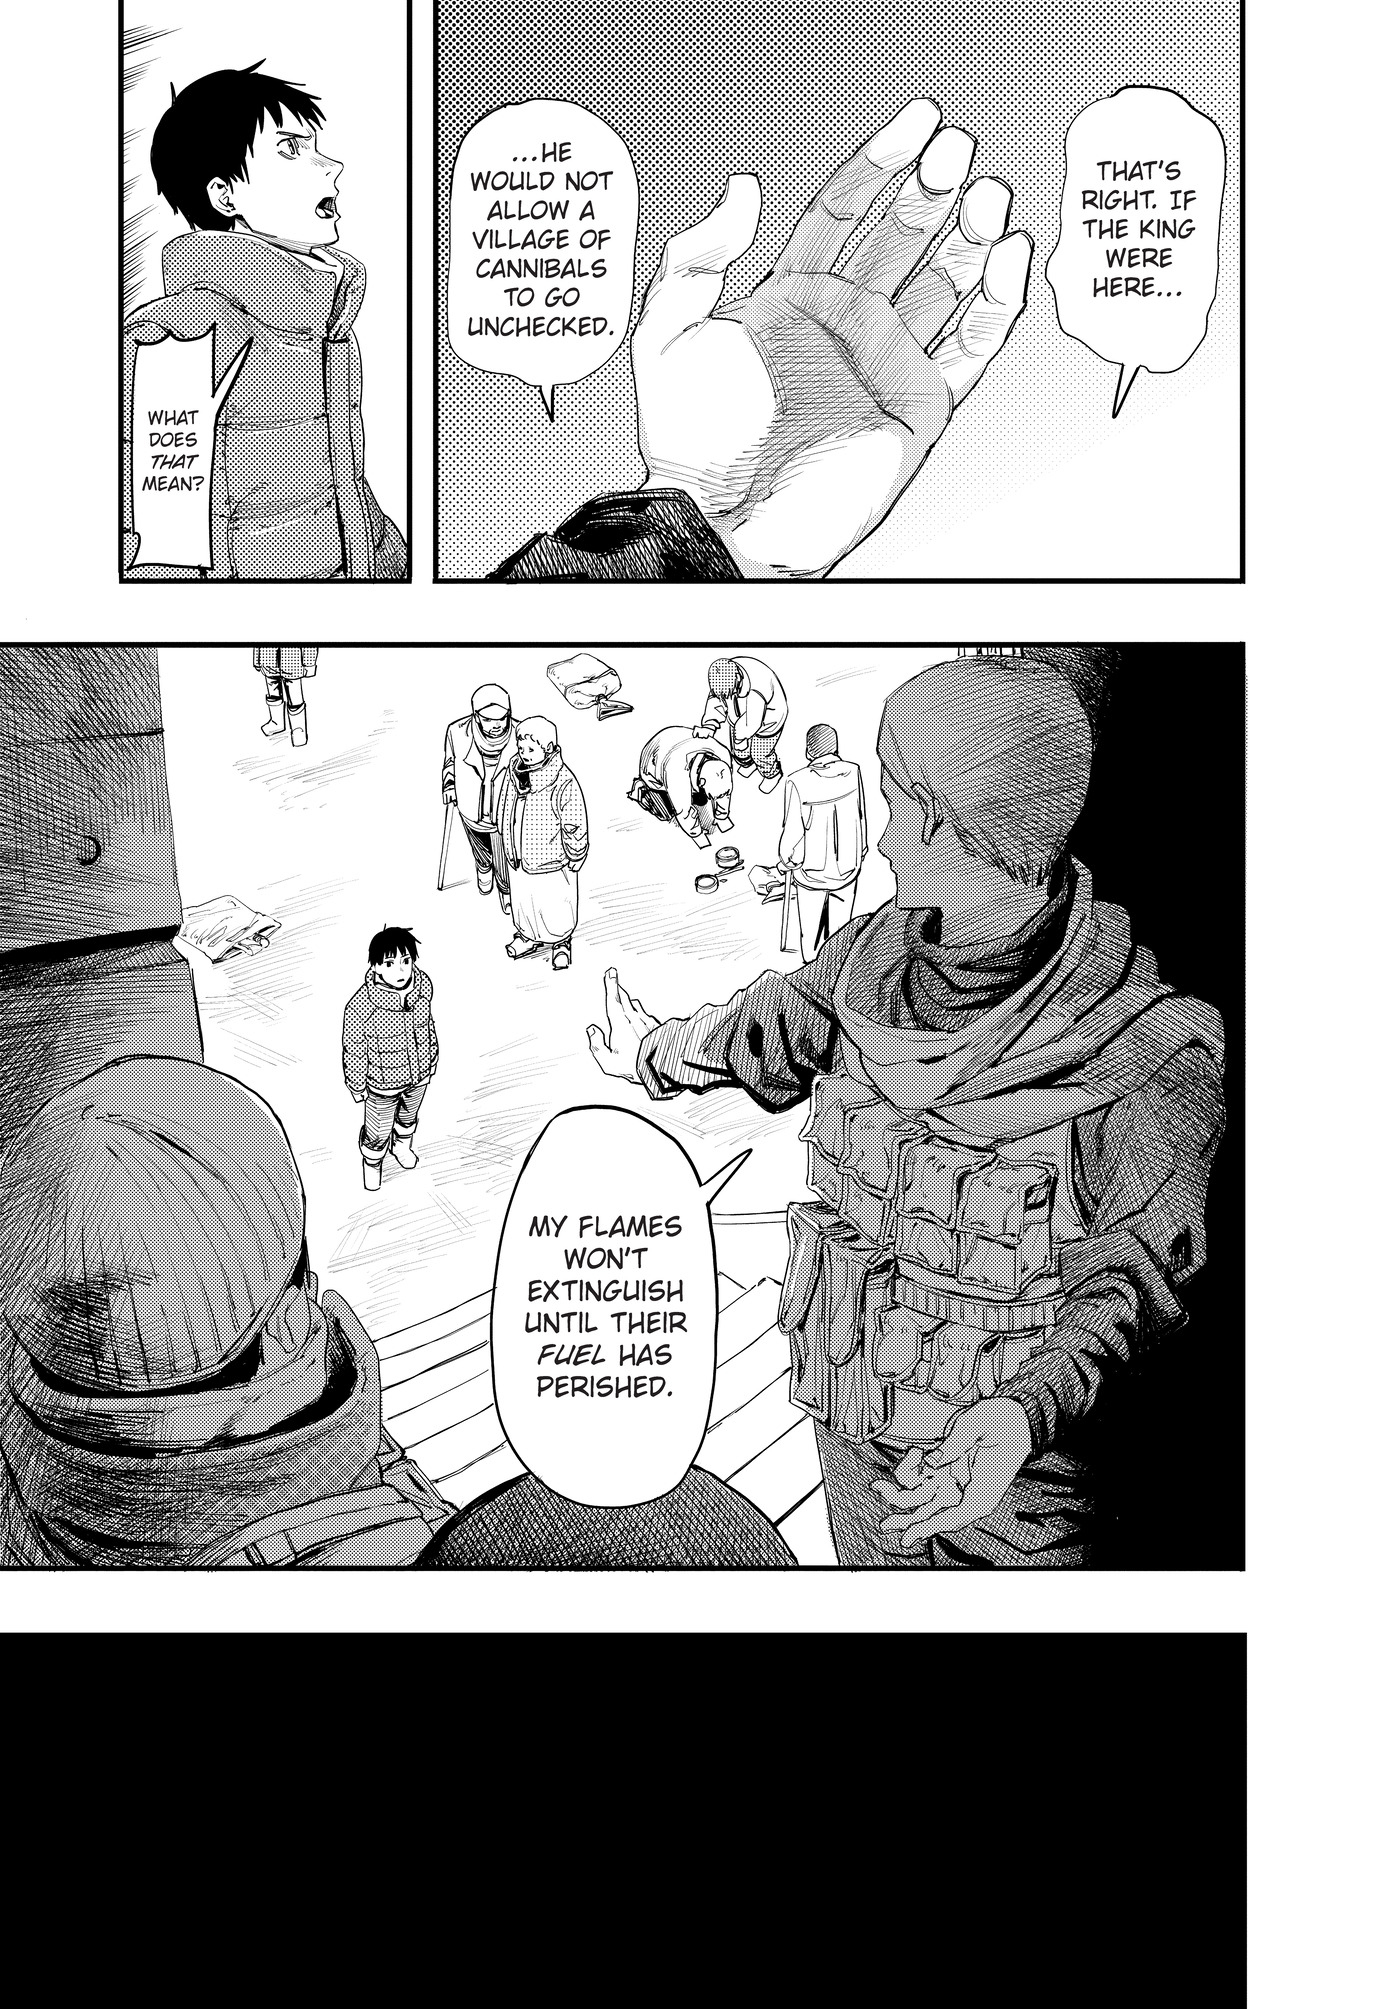 THAT'S
RIGHT. IF
THE KING
WERE
HERE...
...HE
WOULD NOT
ALLOW A
VILLAGE OF
CANNIBALS
TO GO
UNCHECKED.
WHAT
DOES
THAT
MEAN?
MY FLAMES
WON'T
EXTINGUISH
UNTIL THEIR
FUEL HAS
PERISHED.